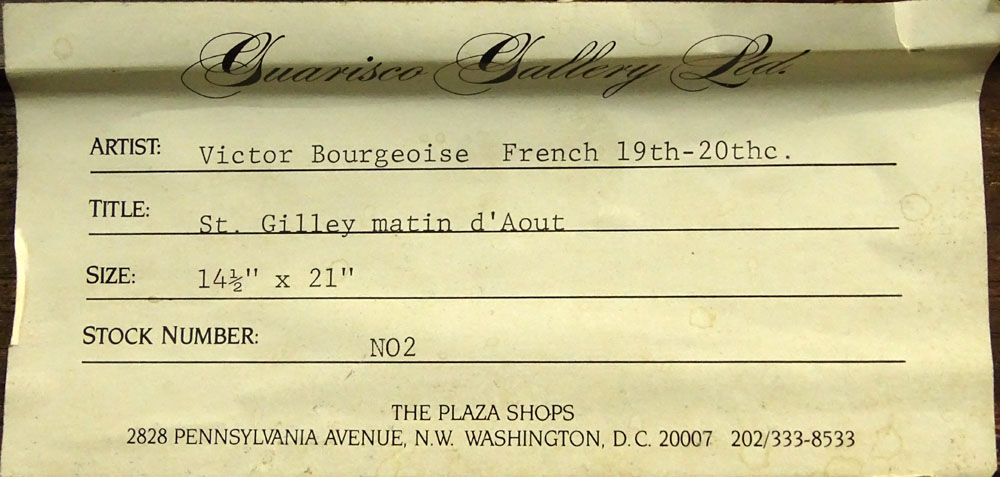 Guarisco Gallery Ltd.
ARTIST: Victor Bourgeoise French 19th-20thc.
TITLE: St. Gilley matin d'Aout
SIZE: 14½" x 21"
STOCK NUMBER: NO2
THE PLAZA SHOPS
2828 PENNSYLVANIA AVENUE, N.W. WASHINGTON, D.C. 20007 202/333-8533